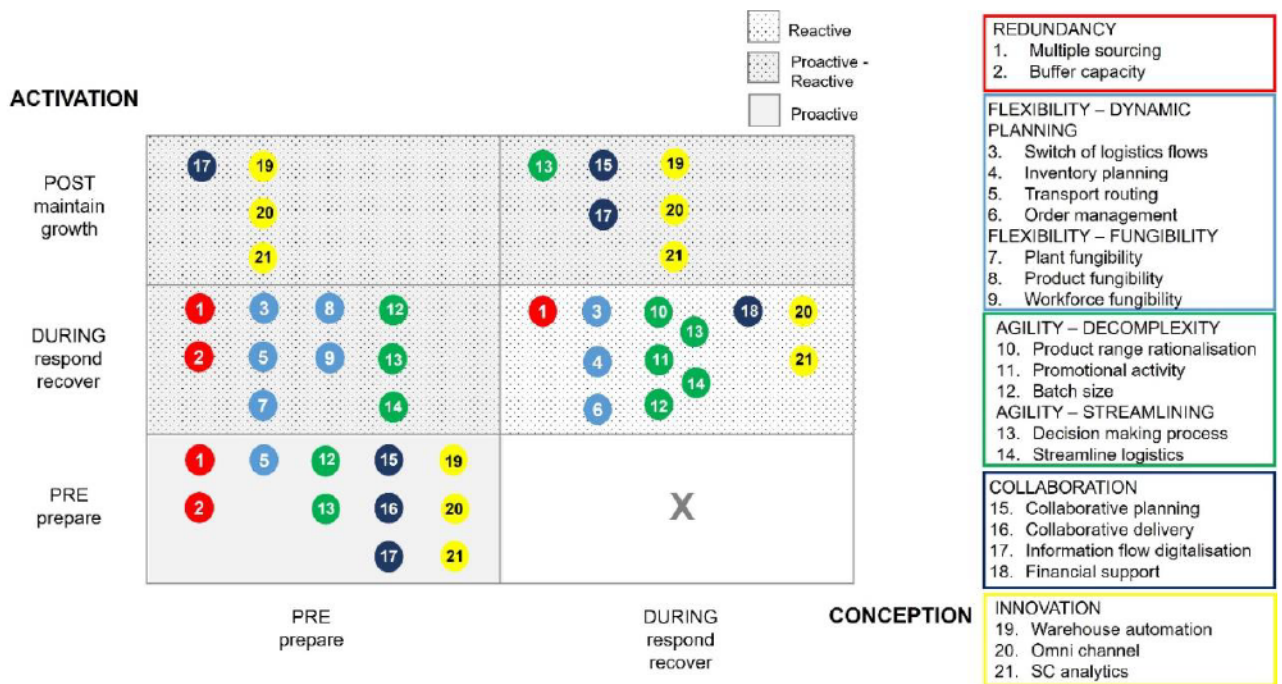 Reactive
Proactive -
Reactive
Proactive
ACTIVATION
POST
maintain
growth
17
19
20
21
13
15
19
17
20
21
DURING
respond
recover
1
3
8
12
2
5
9
13
7
14
1
3
10
13
18
20
4
11
21
14
6
12
PRE
prepare
1
5
12
15
19
2
13
16
20
17
21
X
PRE
prepare
DURING
respond
recover
CONCEPTION
REDUNDANCY
1. Multiple sourcing
2. Buffer capacity
FLEXIBILITY – DYNAMIC
PLANNING
3. Switch of logistics flows
4. Inventory planning
5. Transport routing
6. Order management
FLEXIBILITY – FUNGIBILITY
7. Plant fungibility
8. Product fungibility
9. Workforce fungibility
AGILITY – DECOMPLEXITY
10. Product range rationalisation
11. Promotional activity
12. Batch size
AGILITY – STREAMLINING
13. Decision making process
14. Streamline logistics
COLLABORATION
15. Collaborative planning
16. Collaborative delivery
17. Information flow digitalisation
18. Financial support
INNOVATION
19. Warehouse automation
20. Omni channel
21. SC analytics